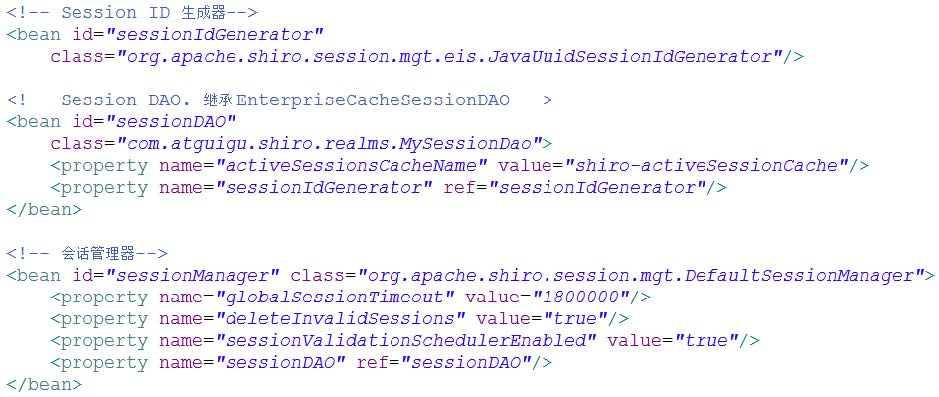 <!-- Session ID 生成器-->
<bean id="sessionIdGenerator"
class="org.apache.shiro.session.mgt.eis.JavaUuidSessionIdGenerator"/>
<! Session DAO. 继承 EnterpriseCacheSessionDAO >
<bean id="sessionDAO"
class="com.atguigu.shiro.realms.MySessionDao">
<property name="activeSessionsCacheName" value="shiro-activeSessionCache"/>
<property name="sessionIdGenerator" ref="sessionIdGenerator"/>
</bean>
<!-- 会话管理器-->
<bean id="sessionManager" class="org.apache.shiro.session.mgt.DefaultSessionManager">
<property name="globalSessionTimeout" value="1800000"/>
<property name="deleteInvalidSessions" value="true"/>
<property name="sessionValidationSchedulerEnabled" value="true"/>
<property name="sessionDAO" ref="sessionDAO"/>
</bean>